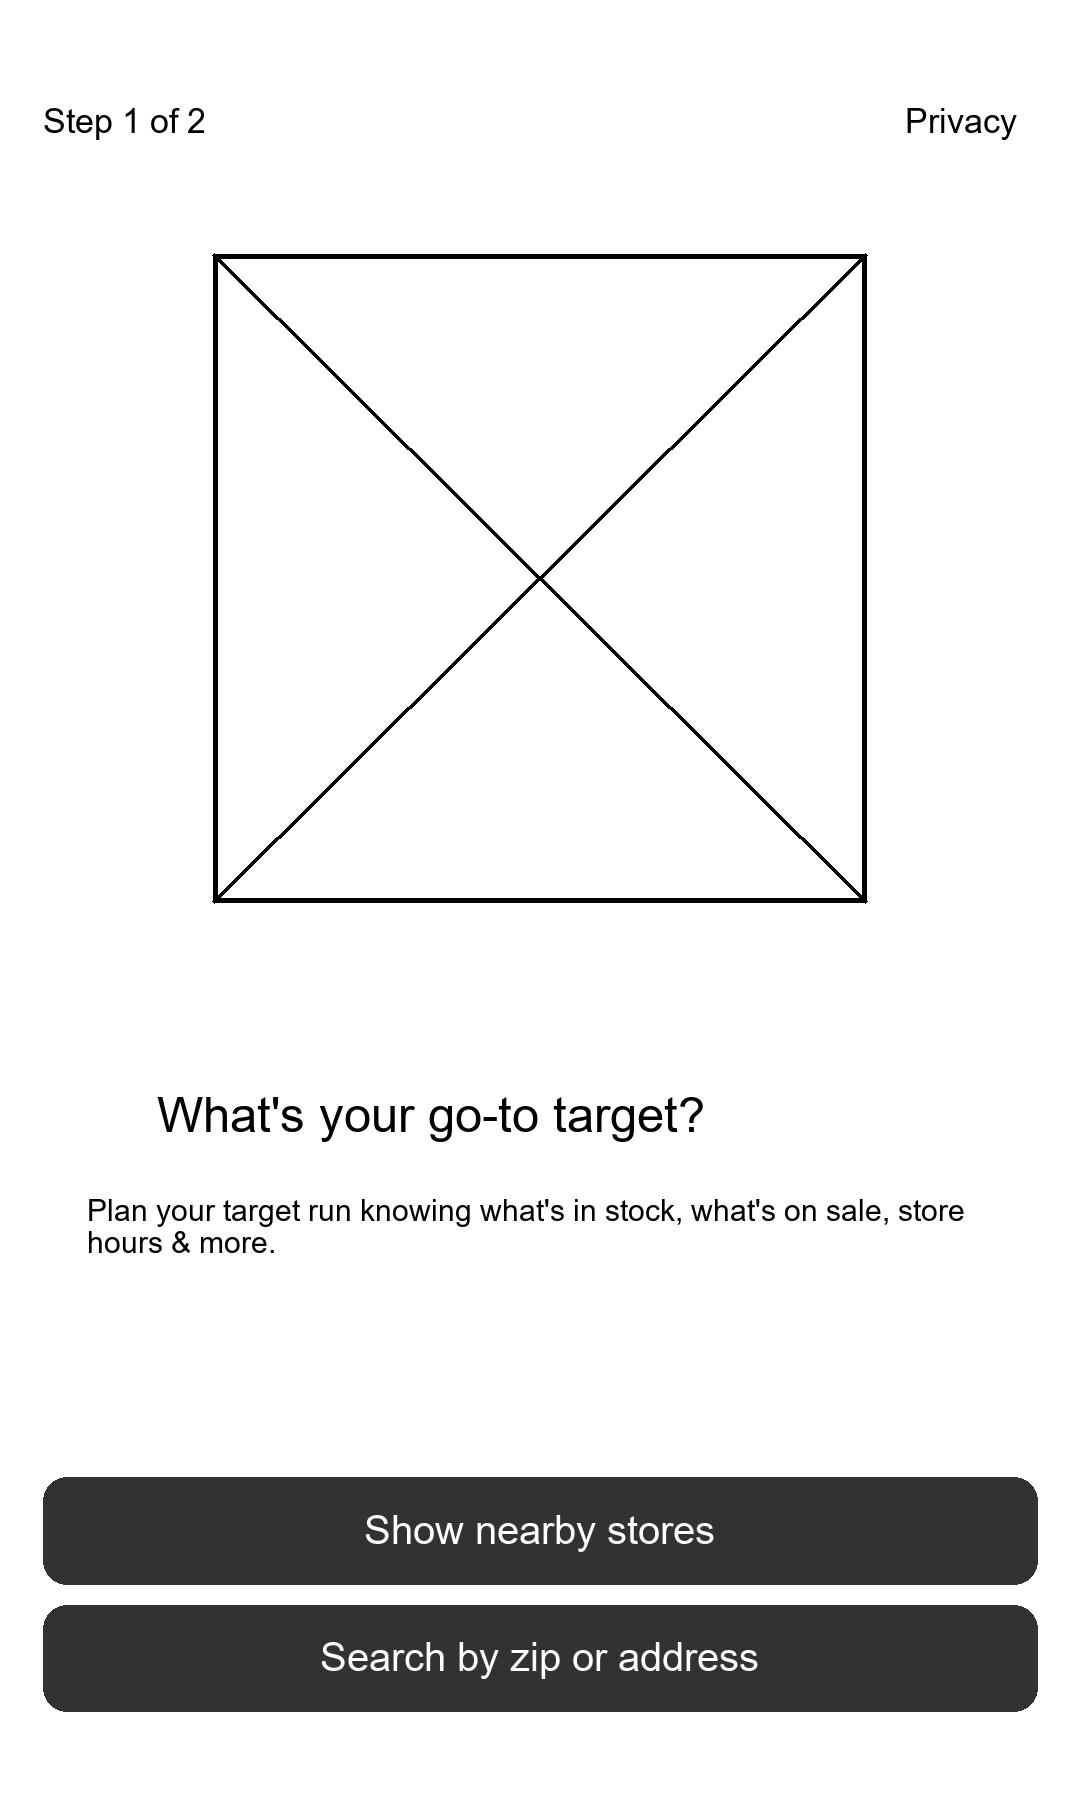 Step 1 of 2
Privacy
What's your go-to target?
Plan your target run knowing what's in stock, what's on sale, store
hours & more.
Show nearby stores
Search by zip or address